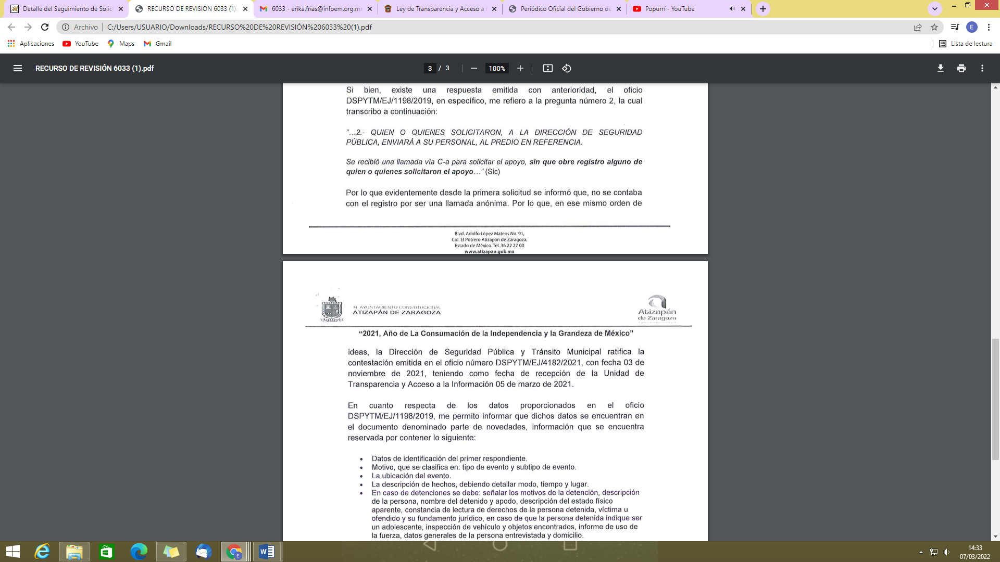 Detalle del Seguimiento de Solici
RECURSO DE REVISIÓN 6033 (1).
6033 - erika.frias@infoem.org.mx
Ley de Transparencia y Acceso a
Periódico Oficial del Gobierno de
Popurrí - YouTube
Archivo
C:/Users/USUARIO/Downloads/RECURSO%20DE%20REVISIÓN%206033%20(1).pdf
E
Aplicaciones
YouTube
Maps
Gmail
Lista de lectura
RECURSO DE REVISIÓN 6033 (1).pdf
3 / 3
100%
Si bien, existe una respuesta emitida con anterioridad, el oficio
DSPYTM/EJ/1198/2019, en específico, me refiero a la pregunta número 2, la cual
transcribo a continuación:
“…2.- QUIEN O QUIENES SOLICITARON, A LA DIRECCIÓN DE SEGURIDAD
PÚBLICA, ENVIARÁ A SU PERSONAL, AL PREDIO EN REFERENCIA.
Se recibió una llamada vía C-a para solicitar el apoyo, sin que obre registro alguno de
quien o quienes solicitaron el apoyo…” (Sic)
Por lo que evidentemente desde la primera solicitud se informó que, no se contaba
con el registro por ser una llamada anónima. Por lo que, en ese mismo orden de
Blvd. Adolfo López Mateos No. 91,
Col. El Potrero Atizapán de Zaragoza,
Estado de México. Tel. 36 22 27 00
www.atizapan.gob.mx
H. AYUNTAMIENTO CONSTITUCIONAL
ATIZAPÁN DE ZARAGOZA
Atizapán
de Zaragoza
“2021, Año de La Consumación de la Independencia y la Grandeza de México”
ideas, la Dirección de Seguridad Pública y Tránsito Municipal ratifica la
contestación emitida en el oficio número DSPYTM/EJ/4182/2021, con fecha 03 de
noviembre de 2021, teniendo como fecha de recepción de la Unidad de
Transparencia y Acceso a la Información 05 de marzo de 2021.
En cuanto respecta de los datos proporcionados en el oficio
DSPYTM/EJ/1198/2019, me permito informar que dichos datos se encuentran en
el documento denominado parte de novedades, información que se encuentra
reservada por contener lo siguiente:
• Datos de identificación del primer respondiente.
• Motivo, que se clasifica en: tipo de evento y subtipo de evento.
• La ubicación del evento.
• La descripción de hechos, debiendo detallar modo, tiempo y lugar.
• En caso de detenciones se debe: señalar los motivos de la detención, descripción
de la persona, nombre del detenido y apodo, descripción del estado físico
aparente, constancia de lectura de derechos de la persona detenida, víctima u
ofendido y su fundamento jurídico, en caso de que la persona detenida indique ser
un adolescente, inspección de vehículo y objetos encontrados, informe de uso de
la fuerza, datos generales de la persona entrevistada y domicilio.
14:33
07/03/2022